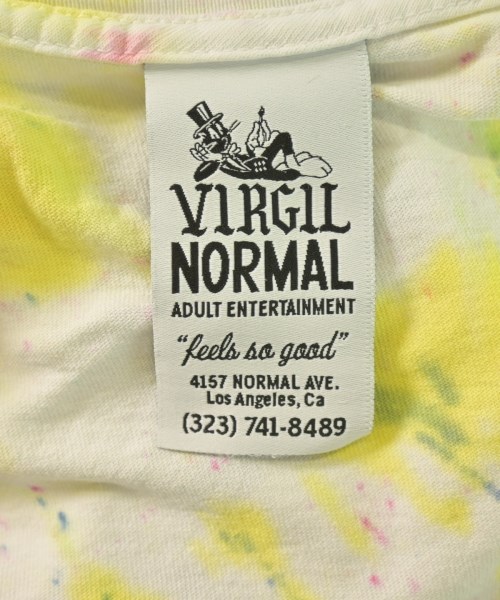 VIRGIL
NORMAL
ADULT ENTERTAINMENT
"feels so good"
4157 NORMAL AVE.
Los Angeles, Ca
(323) 741-8489